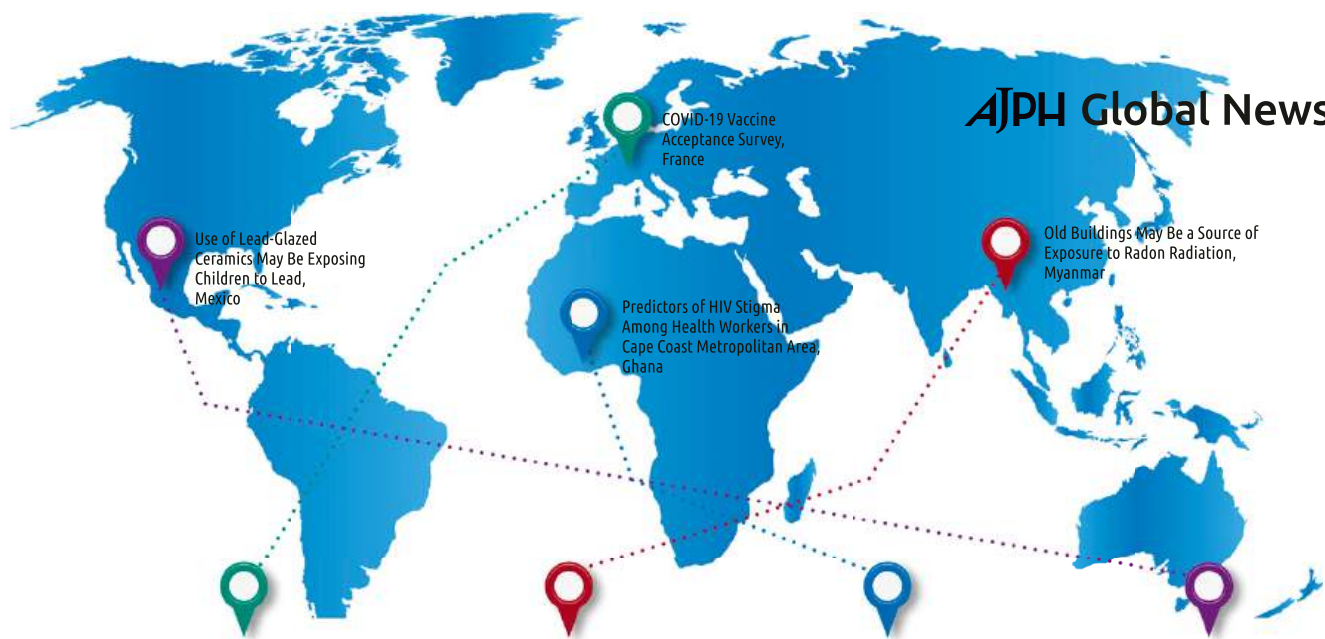 AJPH Global News
COVID-19 Vaccine
Acceptance Survey,
France
Use of Lead-Glazed
Ceramics May Be Exposing
Children to Lead,
Mexico
Old Buildings May Be a Source of
Exposure to Radon Radiation,
Myanmar
Predictors of HIV Stigma
Among Health Workers in
Cape Coast Metropolitan Area,
Ghana